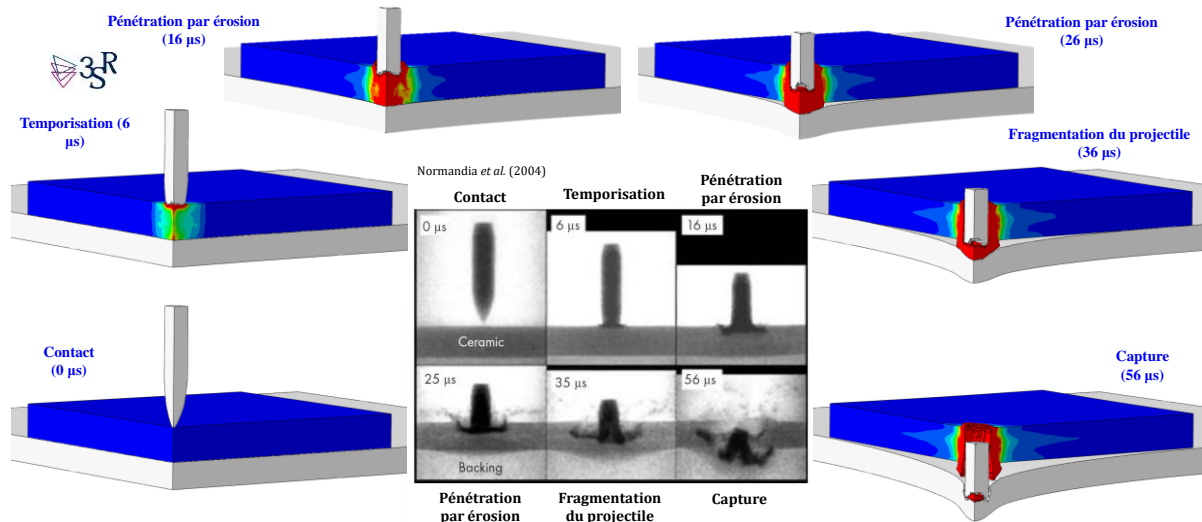 Pénétration par érosion
(16 μs)
Pénétration par érosion
(26 μs)
3SR
Temporisation (6
μs)
Fragmentation du projectile
(36 μs)
Normandia et al. (2004)
Contact
Temporisation
Pénétration
par érosion
0 μs
6 μs
16 μs
Ceramic
Contact
(0 μs)
Capture
(56 μs)
25 μs
35 μs
56 μs
Backing
Pénétration
par érosion
Fragmentation
du projectile
Capture